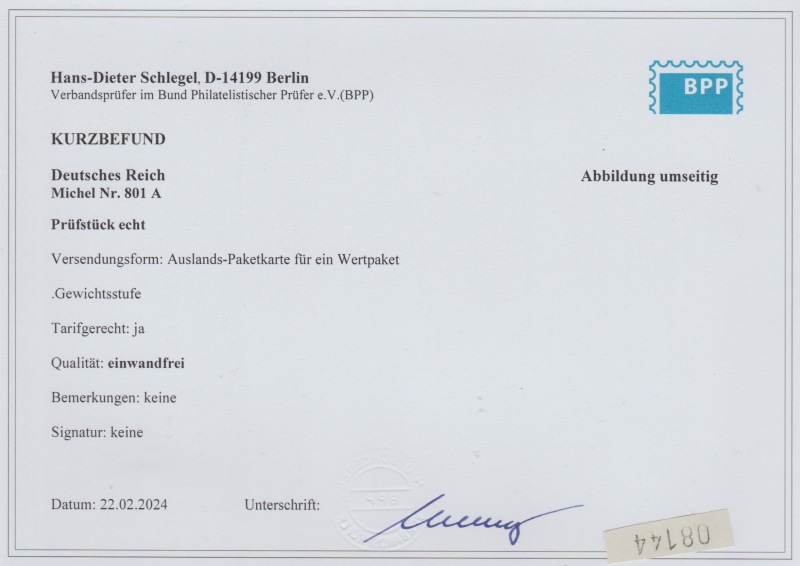 Hans-Dieter Schlegel, D-14199 Berlin
Verbandsprüfer im Bund Philatelistischer Prüfer e.V.(BPP)
BPP
KURZBEFUND
Deutsches Reich
Michel Nr. 801 A
Abbildung umseitig
Prüfstück echt
Versendungsform: Auslands-Paketkarte für ein Wertpaket
.Gewichtsstufe
Tarifgerecht: ja
Qualität: einwandfrei
Bemerkungen: keine
Signatur: keine
Datum: 22.02.2024
Unterschrift:
08144